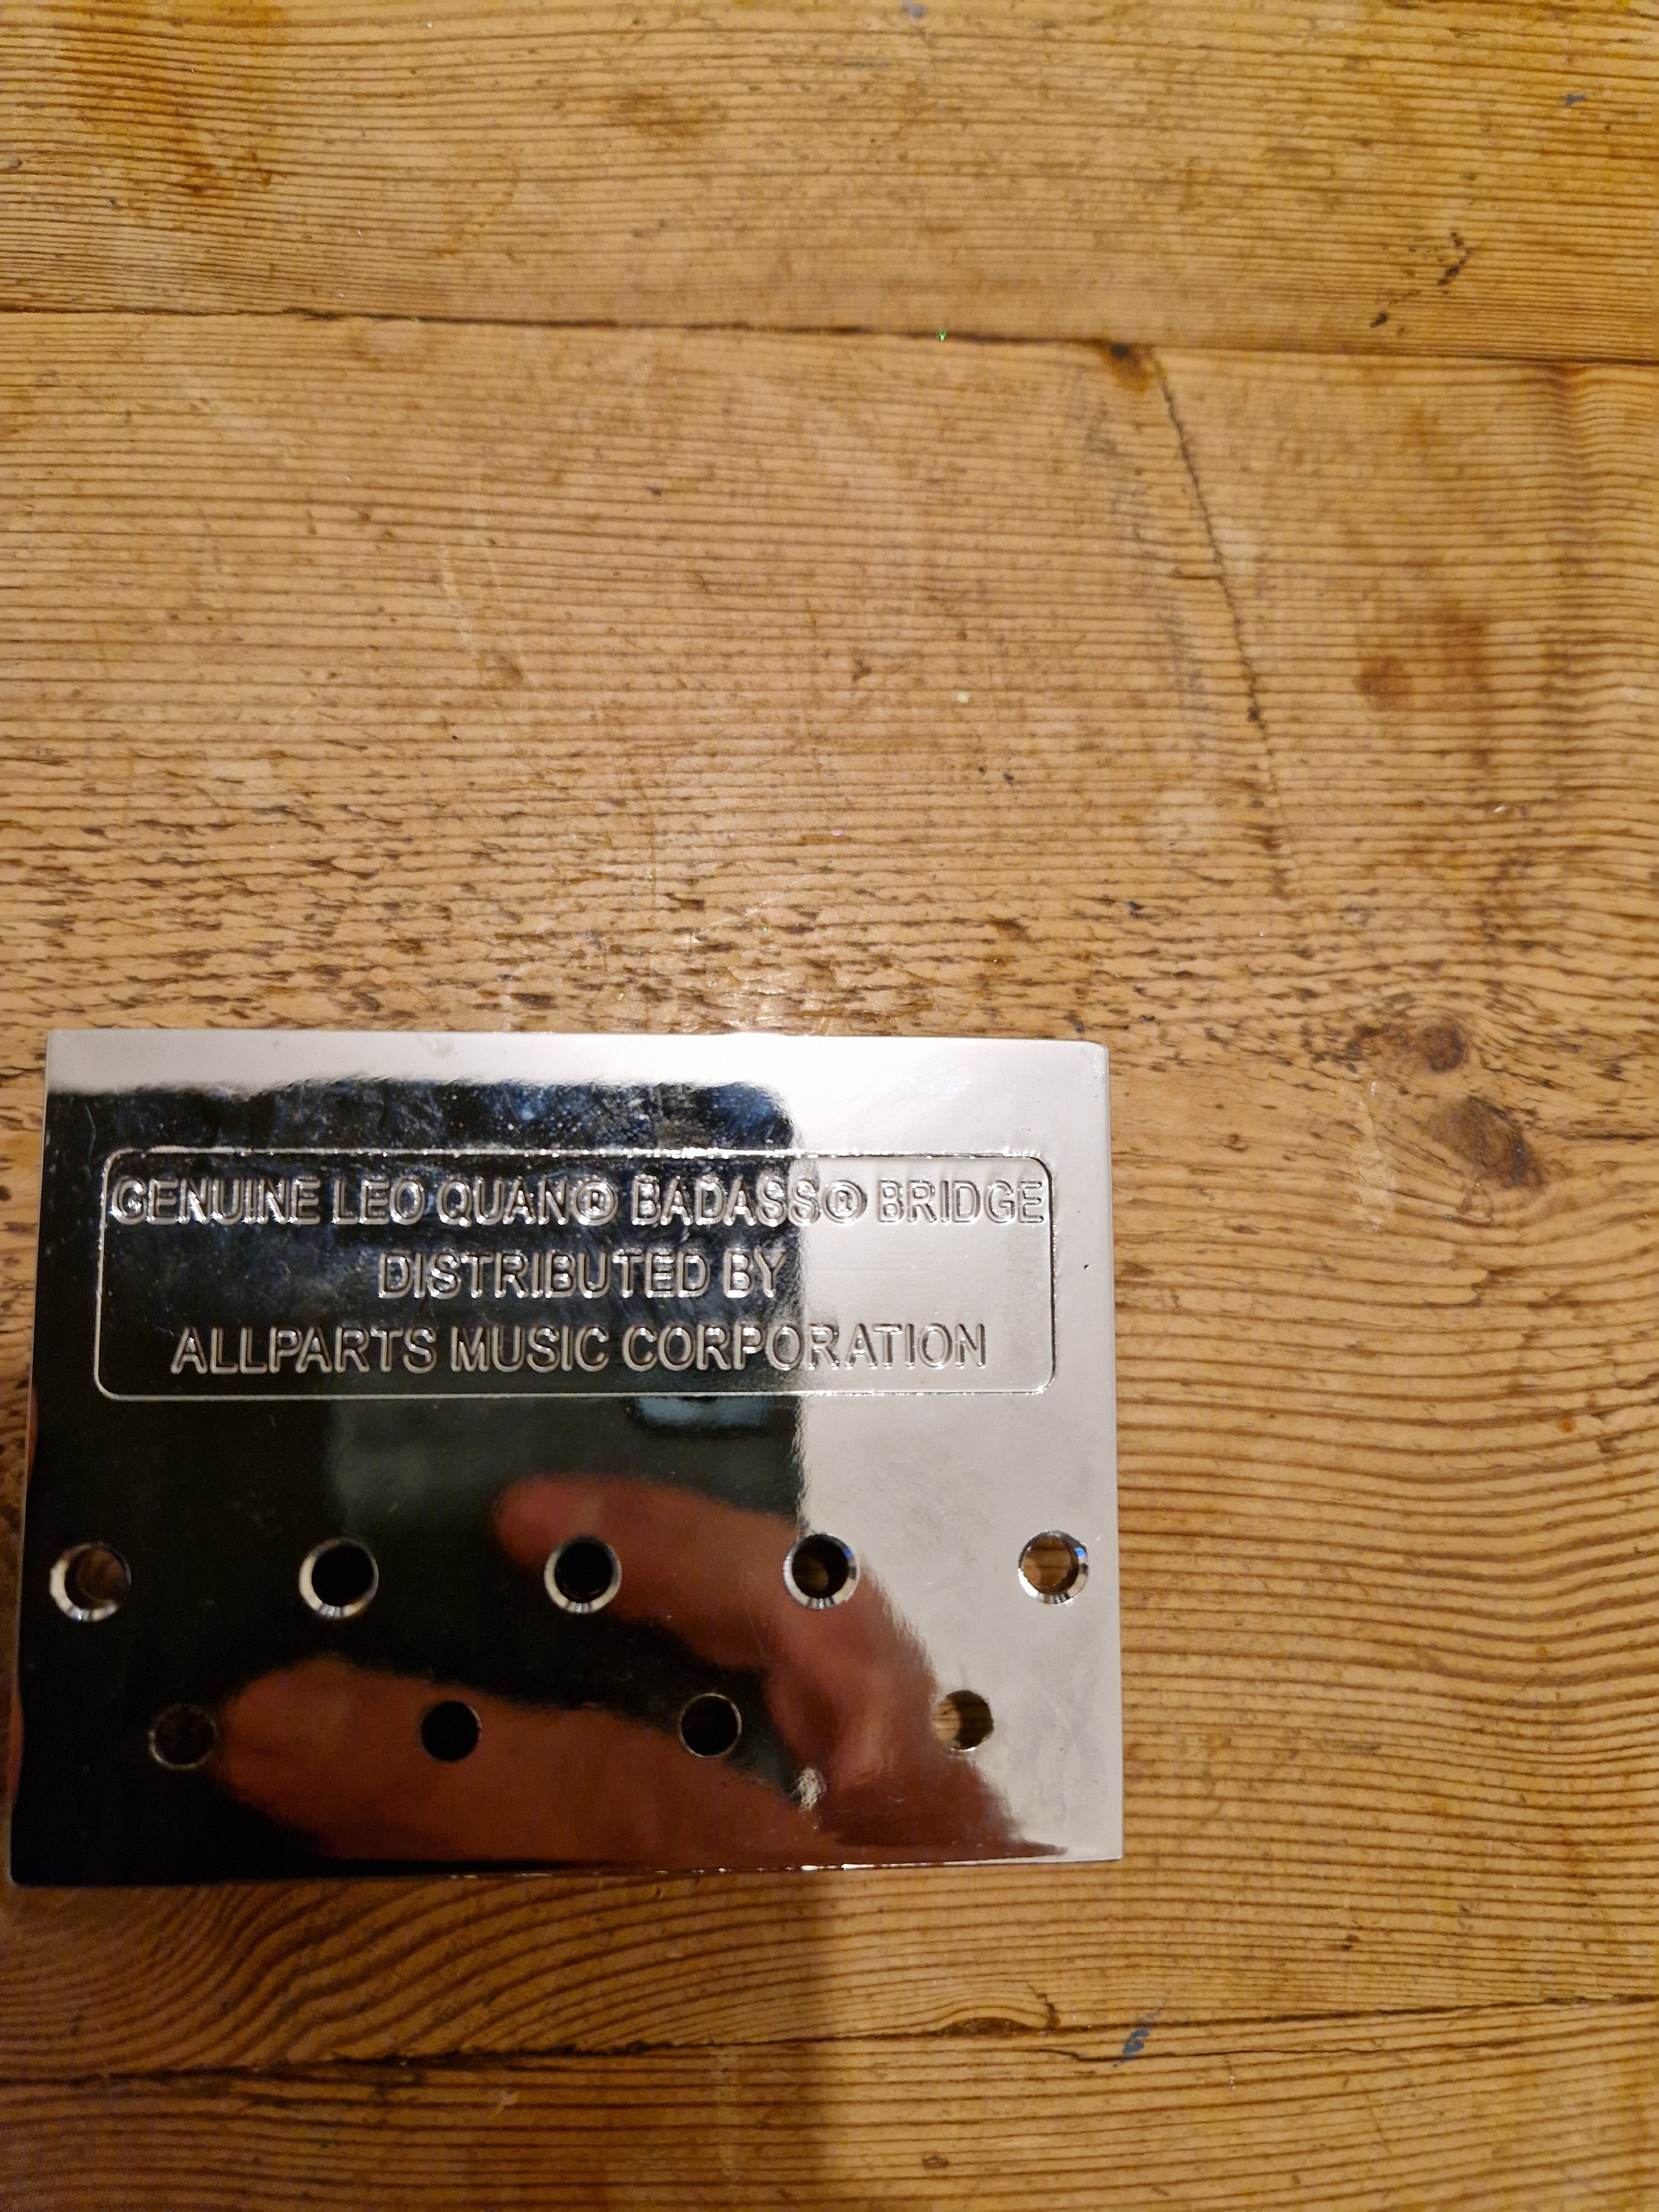 GENUINE LEO QUAN® BADASS® BRIDGE
DISTRIBUTED BY
ALLPARTS MUSIC CORPORATION